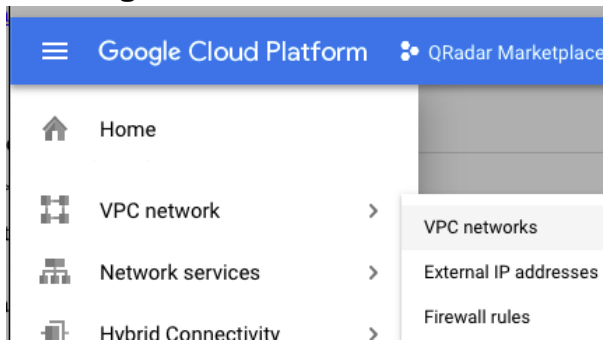 Google Cloud Platform QRadar Marketplace
Home
VPC network
VPC networks
Network services
External IP addresses
Firewall rules
Hybrid Connectivity